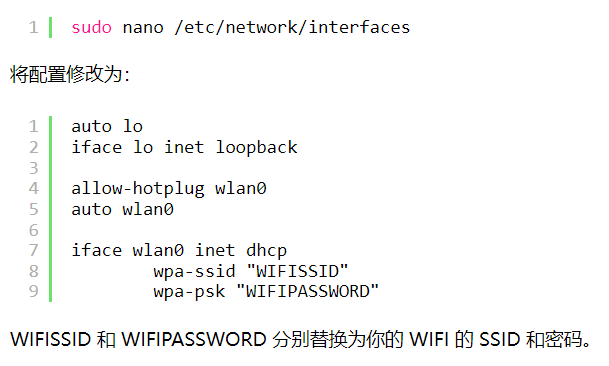 1 sudo nano /etc/network/interfaces
将配置修改为：
1 auto lo
2 iface lo inet loopback
3
4 allow-hotplug wlan0
5 auto wlan0
6
7 iface wlan0 inet dhcp
8         wpa-ssid "WIFISSID"
9         wpa-psk "WIFIPASSWORD"
WIFISSID 和 WIFIPASSWORD 分别替换为你的 WIFI 的 SSID 和密码。